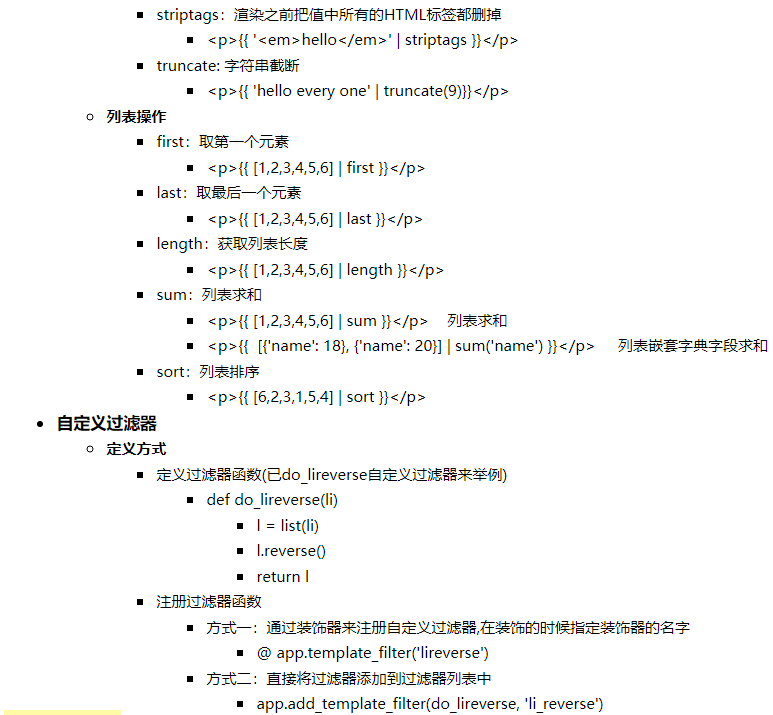 striptags：渲染之前把值中所有的HTML标签都删掉
<p>{{ '<em>hello</em>' | striptags }}</p>
truncate: 字符串截断
<p>{{ 'hello every one' | truncate(9)}}</p>
列表操作
first：取第一个元素
<p>{{ [1,2,3,4,5,6] | first }}</p>
last：取最后一个元素
<p>{{ [1,2,3,4,5,6] | last }}</p>
length：获取列表长度
<p>{{ [1,2,3,4,5,6] | length }}</p>
sum：列表求和
<p>{{ [1,2,3,4,5,6] | sum }}</p> 列表求和
<p>{{ [{'name': 18}, {'name': 20}] | sum('name') }}</p> 列表嵌套字典字段求和
sort：列表排序
<p>{{ [6,2,3,1,5,4] | sort }}</p>
自定义过滤器
定义方式
定义过滤器函数(已do_lireverse自定义过滤器来举例)
def do_lireverse(li)
l = list(li)
l.reverse()
return l
注册过滤器函数
方式一：通过装饰器来注册自定义过滤器,在装饰的时候指定装饰器的名字
@ app.template_filter('lireverse')
方式二：直接将过滤器添加到过滤器列表中
app.add_template_filter(do_lireverse, 'li_reverse')